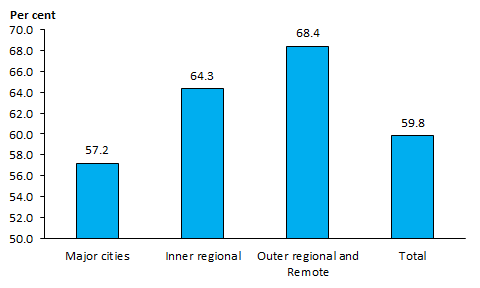 Per cent
70.0
68.0
66.0
64.0
62.0
60.0
58.0
56.0
54.0
52.0
50.0
57.2
64.3
68.4
59.8
Major cities
Inner regional
Outer regional and
Remote
Total